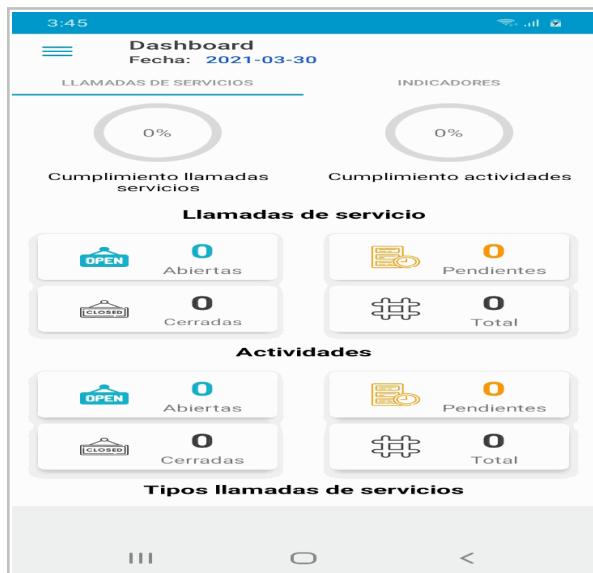 3:45
Dashboard
Fecha: 2021-03-30
LLAMADAS DE SERVICIOS INDICADORES
0% 0%
Cumplimiento llamadas servicios
Cumplimiento actividades
Llamadas de servicio
OPEN 0 Abiertas
0 Pendientes
CLOSED 0 Cerradas
0 Total
Actividades
OPEN 0 Abiertas
0 Pendientes
CLOSED 0 Cerradas
0 Total
Tipos llamadas de servicios